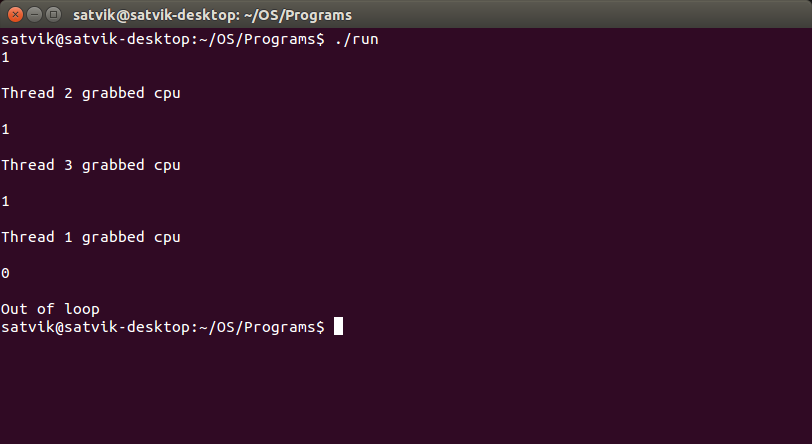 satvik@satvik-desktop: ~/OS/Programs
satvik@satvik-desktop:~/OS/Programs$ ./run
1
Thread 2 grabbed cpu
1
Thread 3 grabbed cpu
1
Thread 1 grabbed cpu
0
Out of loop
satvik@satvik-desktop:~/OS/Programs$